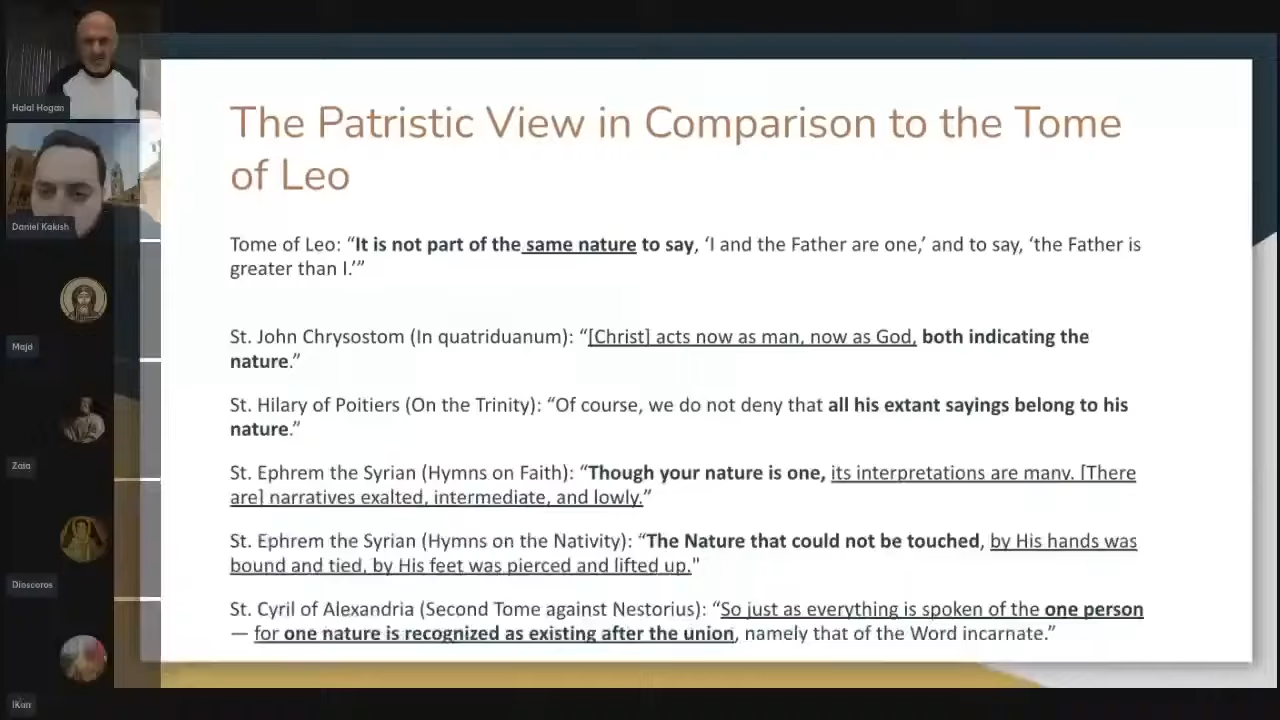 The Patristic View in Comparison to the Tome
of Leo
Tome of Leo: “It is not part of the same nature to say, ‘I and the Father are one,’ and to say, ‘the Father is
greater than I.’”
St. John Chrysostom (In quatriduanum): “[Christ] acts now as man, now as God, both indicating the
nature.”
St. Hilary of Poitiers (On the Trinity): “Of course, we do not deny that all his extant sayings belong to his
nature.”
St. Ephrem the Syrian (Hymns on Faith): “Though your nature is one, its interpretations are many. [There
are] narratives exalted, intermediate, and lowly.”
St. Ephrem the Syrian (Hymns on the Nativity): “The Nature that could not be touched, by His hands was
bound and tied, by His feet was pierced and lifted up."
St. Cyril of Alexandria (Second Tome against Nestorius): “So just as everything is spoken of the one person
— for one nature is recognized as existing after the union, namely that of the Word incarnate.”
Halal Hogan
Daniel Kakish
Majd
Zaia
Dioscoros
IKan